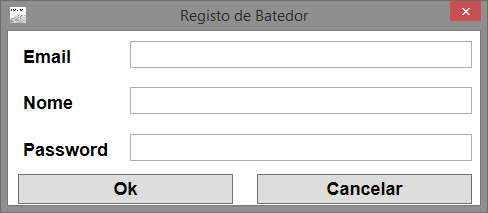 Registo de Batedor
Email
Nome
Password
Ok Cancelar